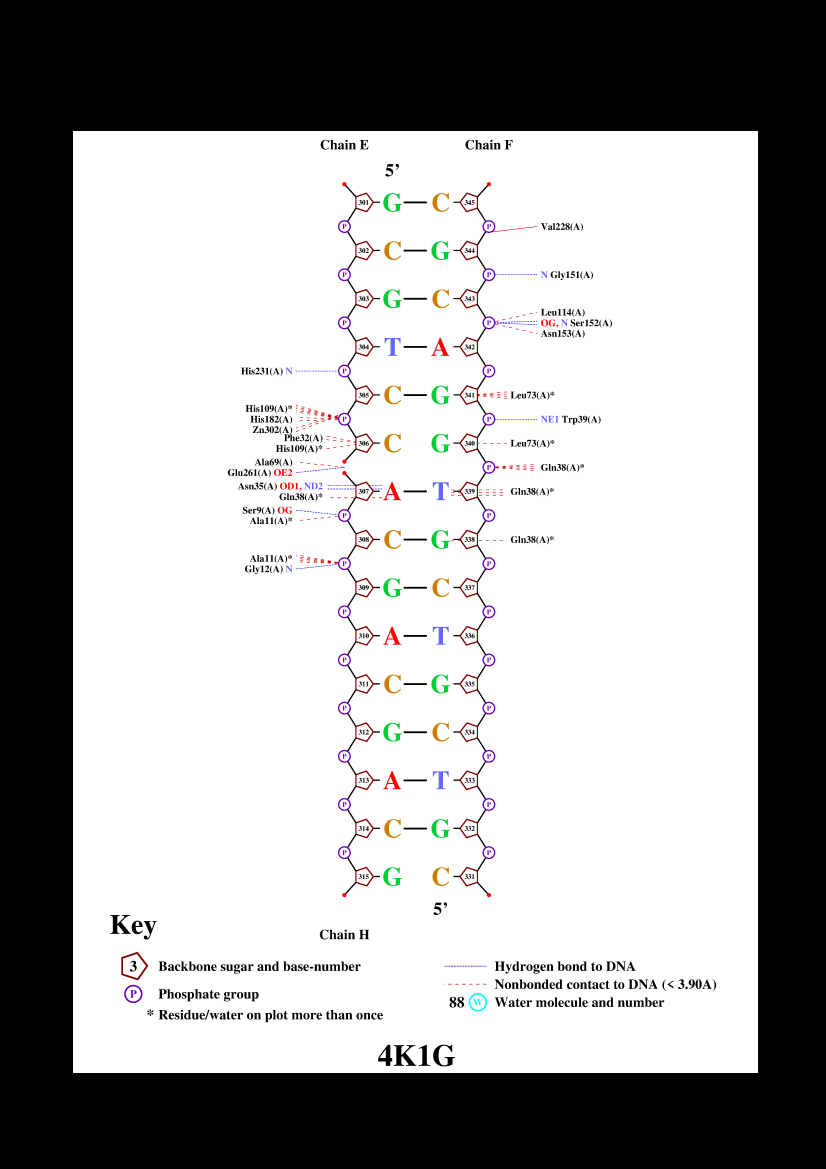 Chain E Chain F
5’
301 G C 345
P P Val228(A)
302 C G 344
P P N Gly151(A)
303 G C 343
Leu114(A)
P P OG, N Ser152(A)
Asn153(A)
304 T A 342
His231(A) N P P
305 C G 341 Leu73(A)*
His109(A)*
His182(A) P P NE1 Trp39(A)
Zn302(A)
Phe32(A)
306 C G 340 Leu73(A)*
His109(A)*
Ala69(A)
P Gln38(A)*
Glu261(A) OE2
Asn35(A) OD1, ND2
307 A T 339 Gln38(A)*
Gln38(A)*
Ser9(A) OG
P P
Ala11(A)*
308 C G 338 Gln38(A)*
Ala11(A)*
P P
Gly12(A) N
309 G C 337
P P
310 A T 336
P P
311 C G 335
P P
312 G C 334
P P
313 A T 333
P P
314 C G 332
P P
315 G C 331
5’
Key
Chain H
3 Backbone sugar and base-number
Hydrogen bond to DNA
Nonbonded contact to DNA (< 3.90A)
P Phosphate group
88 W Water molecule and number
* Residue/water on plot more than once
4K1G